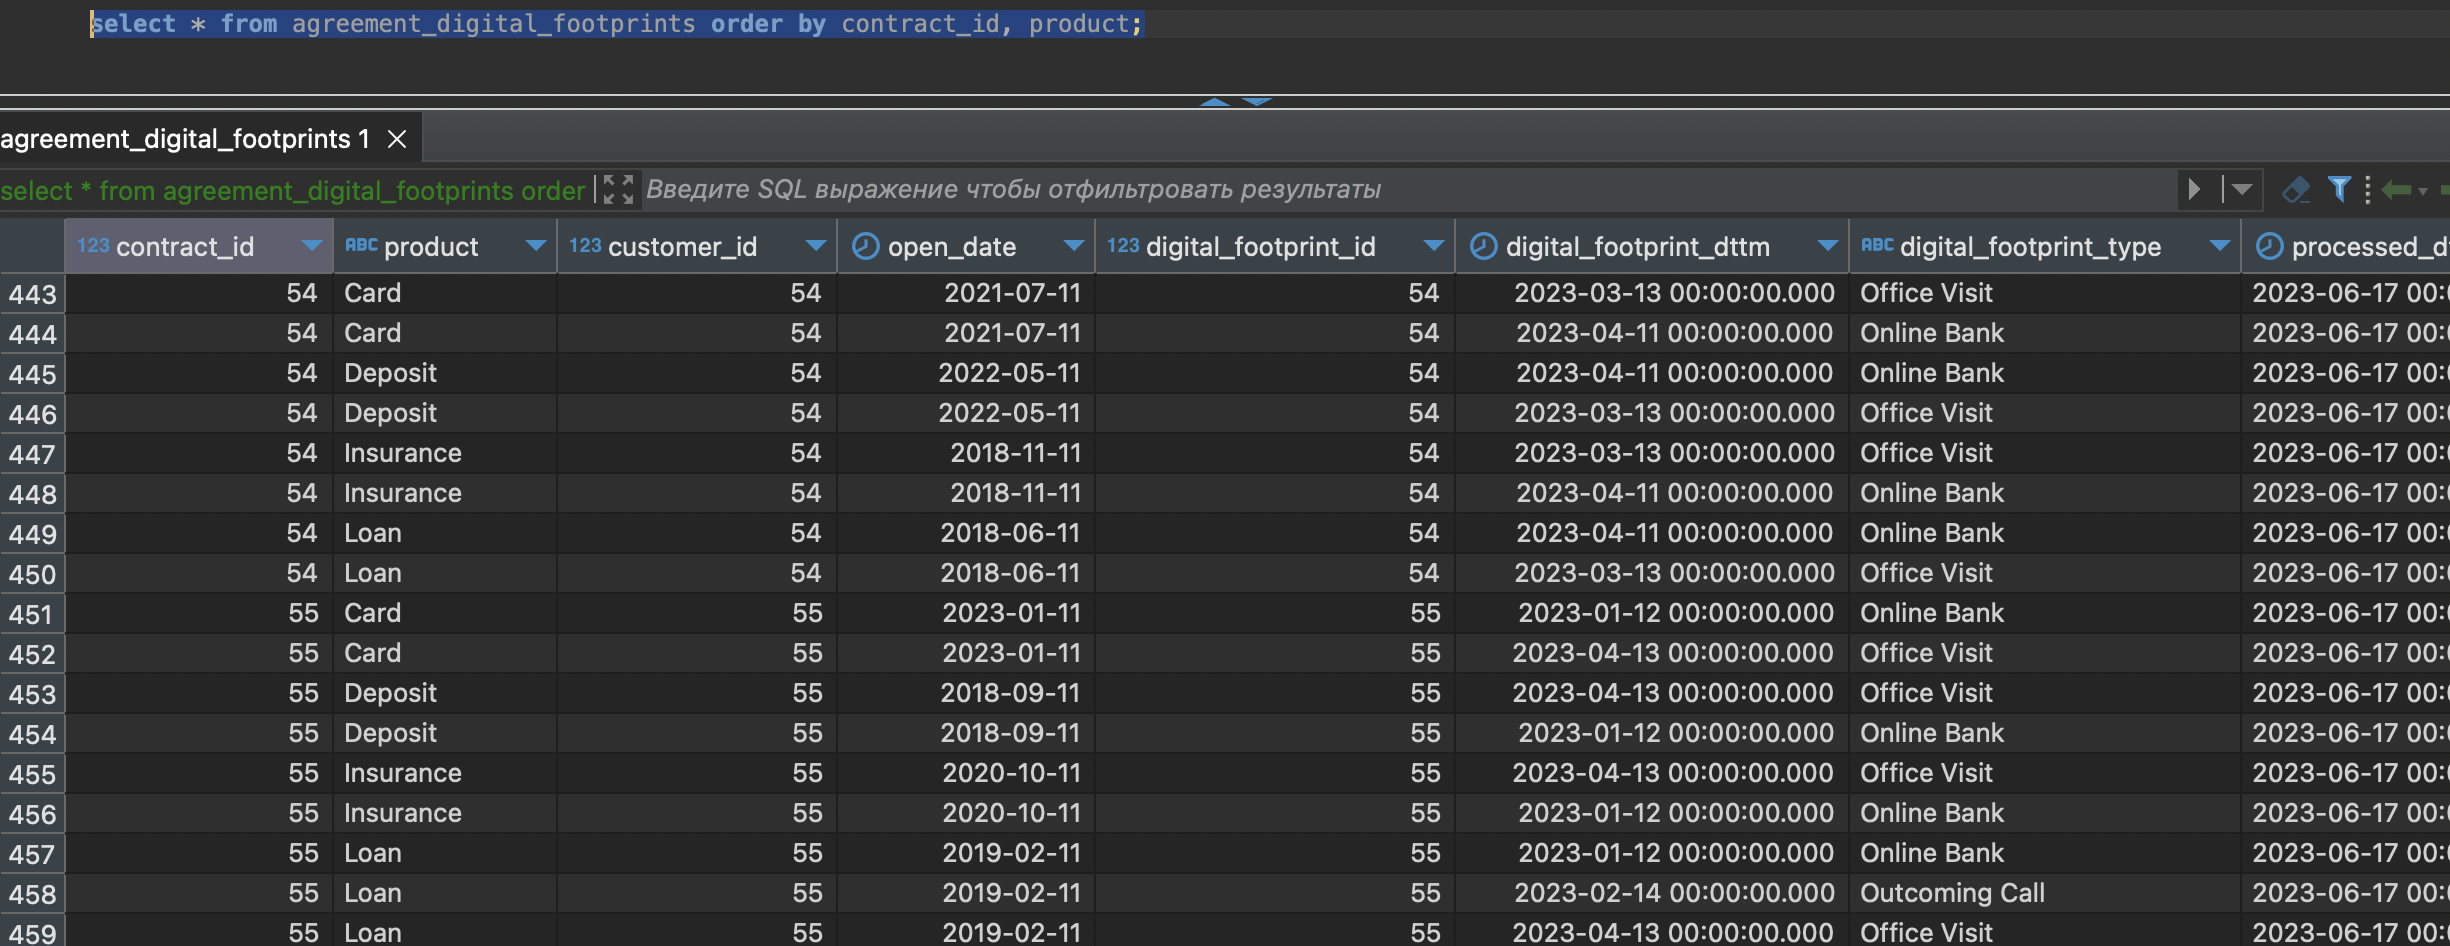 select * from agreement_digital_footprints order by contract_id, product;
agreement_digital_footprints 1
select * from agreement_digital_footprints order Введите SQL выражение чтобы отфильтровать результаты
123 contract_id ABC product 123 customer_id open_date 123 digital_footprint_id digital_footprint_dttm ABC digital_footprint_type processed_d
443 54 Card 54 2021-07-11 54 2023-03-13 00:00:00.000 Office Visit 2023-06-17 00:
444 54 Card 54 2021-07-11 54 2023-04-11 00:00:00.000 Online Bank 2023-06-17 00:
445 54 Deposit 54 2022-05-11 54 2023-04-11 00:00:00.000 Online Bank 2023-06-17 00:
446 54 Deposit 54 2022-05-11 54 2023-03-13 00:00:00.000 Office Visit 2023-06-17 00:
447 54 Insurance 54 2018-11-11 54 2023-03-13 00:00:00.000 Office Visit 2023-06-17 00:
448 54 Insurance 54 2018-11-11 54 2023-04-11 00:00:00.000 Online Bank 2023-06-17 00:
449 54 Loan 54 2018-06-11 54 2023-04-11 00:00:00.000 Online Bank 2023-06-17 00:
450 54 Loan 54 2018-06-11 54 2023-03-13 00:00:00.000 Office Visit 2023-06-17 00:
451 55 Card 55 2023-01-11 55 2023-01-12 00:00:00.000 Online Bank 2023-06-17 00:
452 55 Card 55 2023-01-11 55 2023-04-13 00:00:00.000 Office Visit 2023-06-17 00:
453 55 Deposit 55 2018-09-11 55 2023-04-13 00:00:00.000 Office Visit 2023-06-17 00:
454 55 Deposit 55 2018-09-11 55 2023-01-12 00:00:00.000 Online Bank 2023-06-17 00:
455 55 Insurance 55 2020-10-11 55 2023-04-13 00:00:00.000 Office Visit 2023-06-17 00:
456 55 Insurance 55 2020-10-11 55 2023-01-12 00:00:00.000 Online Bank 2023-06-17 00:
457 55 Loan 55 2019-02-11 55 2023-01-12 00:00:00.000 Online Bank 2023-06-17 00:
458 55 Loan 55 2019-02-11 55 2023-02-14 00:00:00.000 Outcoming Call 2023-06-17 00:
459 55 Loan 55 2019-02-11 55 2023-04-13 00:00:00.000 Office Visit 2023-06-17 00: